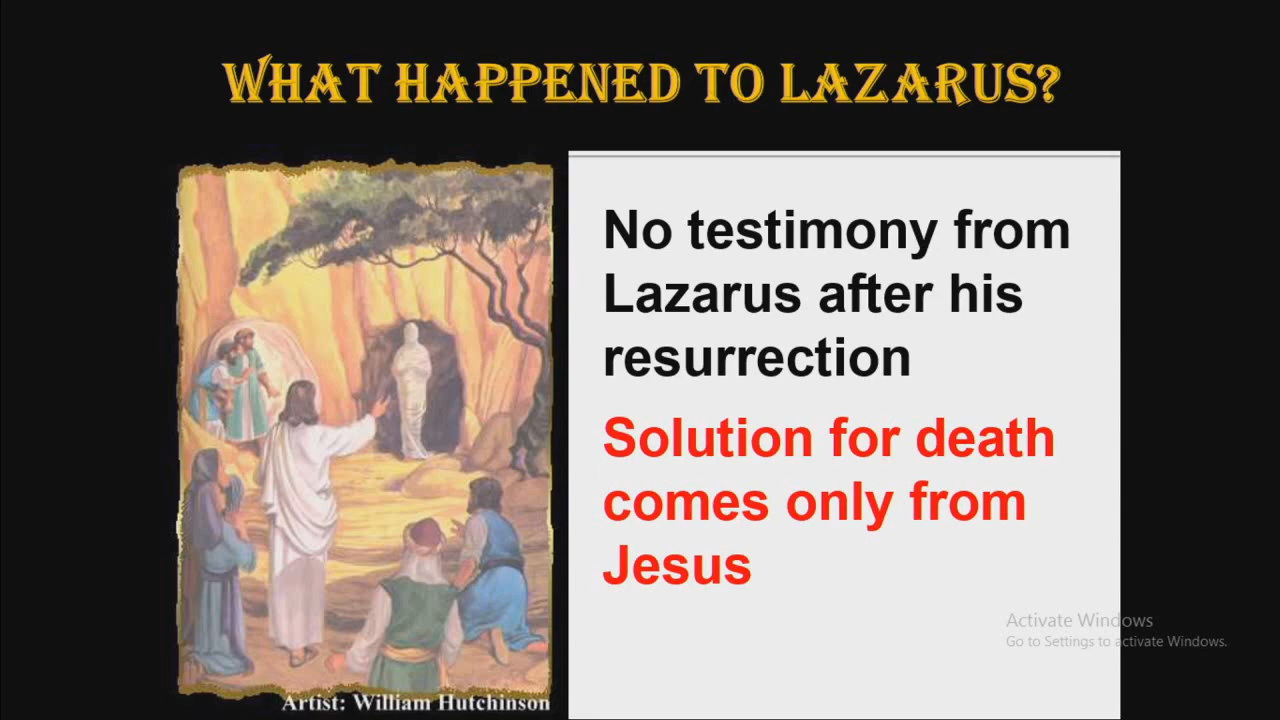 WHAT HAPPENED TO LAZARUS?
No testimony from
Lazarus after his
resurrection
Solution for death
comes only from
Jesus
Artist: William Hutchinson
Activate Windows
Go to Settings to activate Windows.